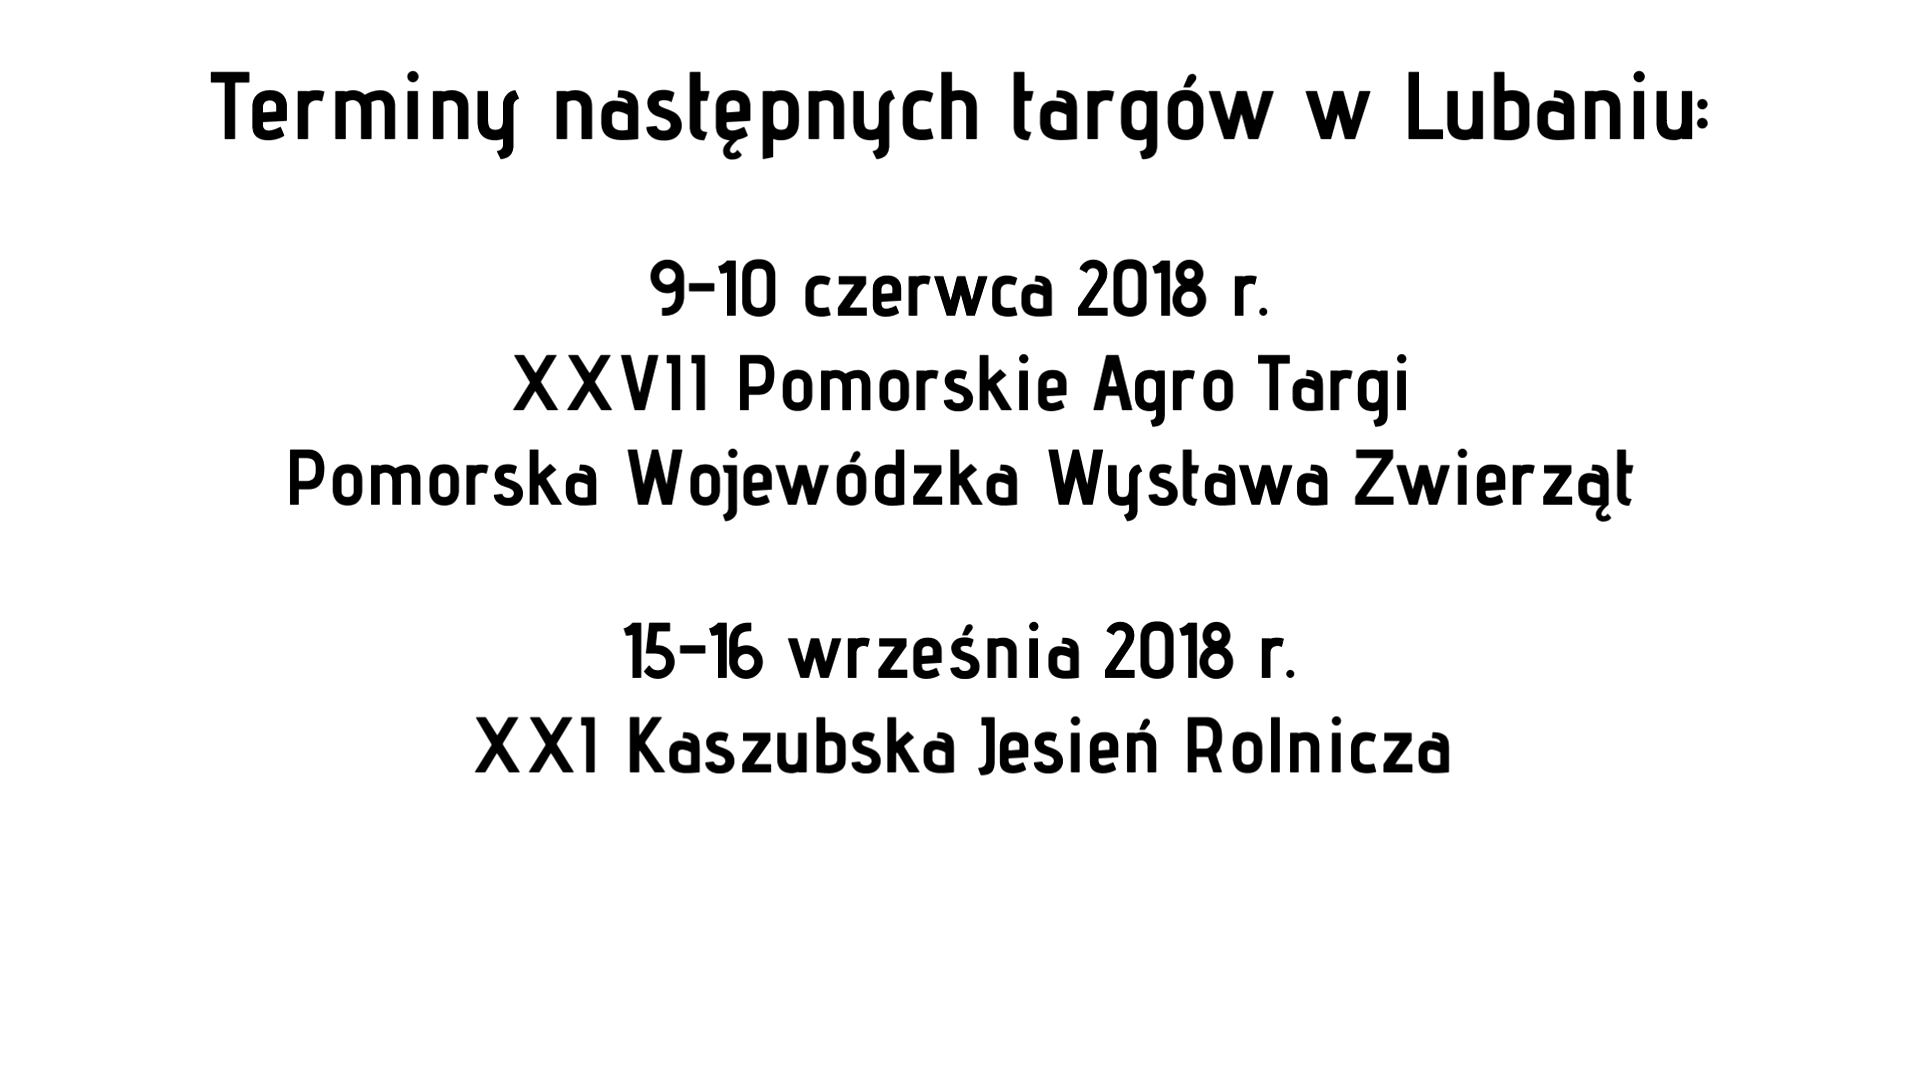 Terminy następnych targów w Lubaniu:
9-10 czerwca 2018 r.
XXVII Pomorskie Agro Targi
Pomorska Wojewódzka Wystawa Zwierząt
15-16 września 2018 r.
XXI Kaszubska Jesień Rolnicza